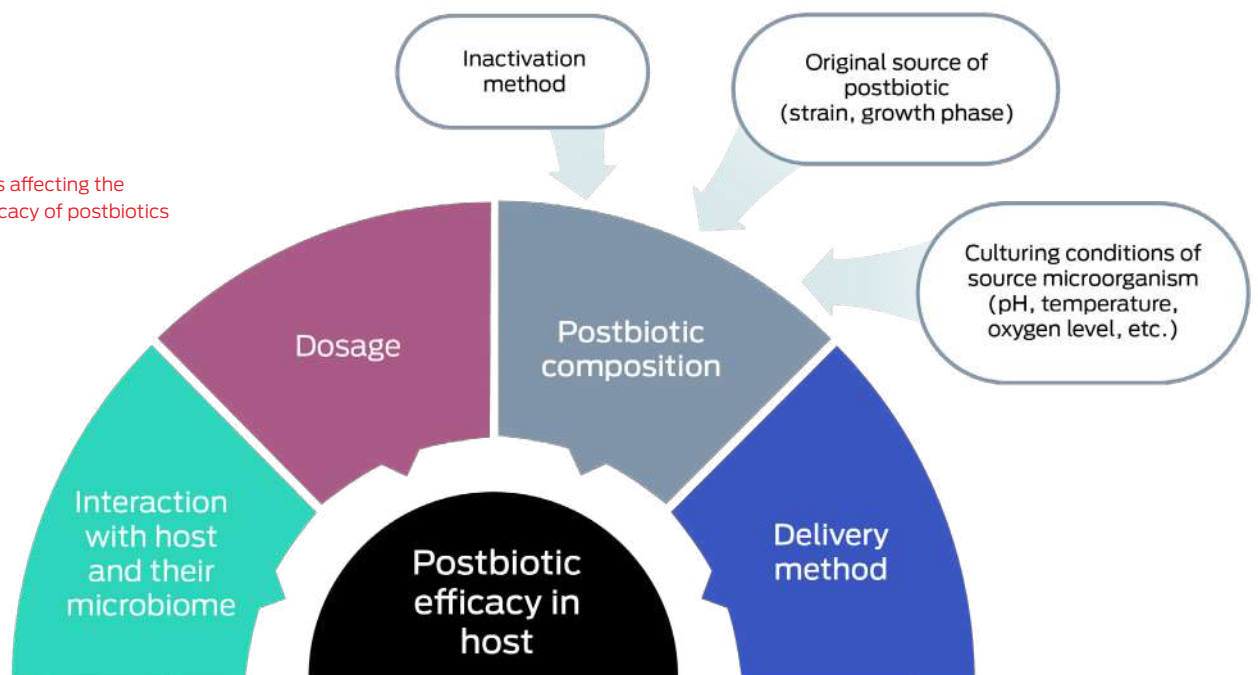 Inactivation
method
Original source of
postbiotic
(strain, growth phase)
s affecting the
cacy of postbiotics
Culturing conditions of
source microorganism
(pH, temperature,
oxygen level, etc.)
Dosage
Postbiotic
composition
Interaction
with host
and their
microbiome
Delivery
method
Postbiotic
efficacy in
host